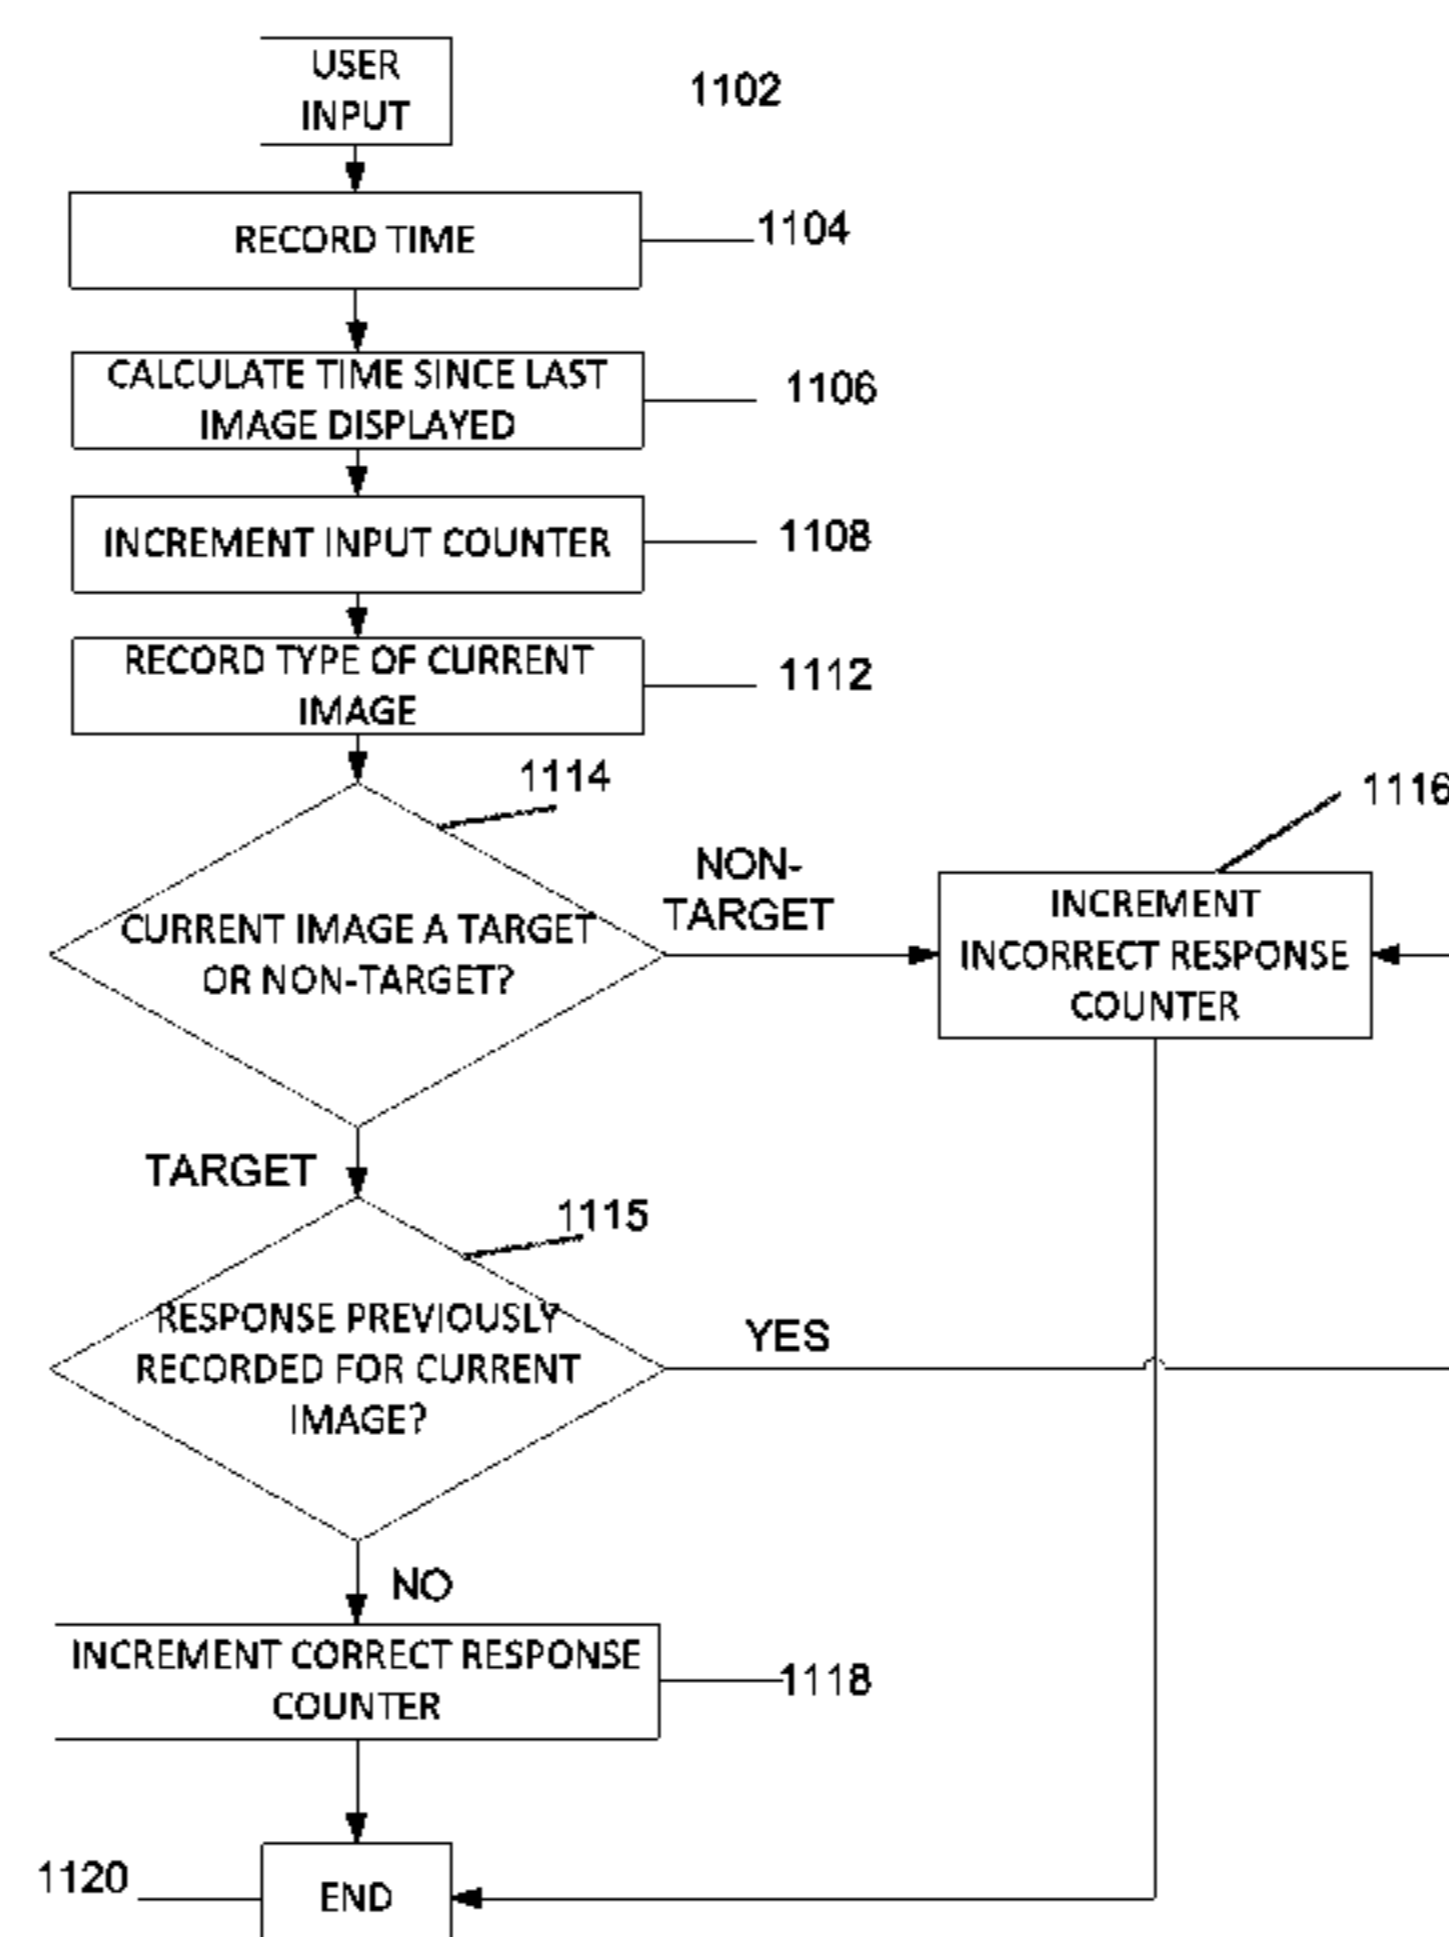 USER
INPUT
1102
RECORD TIME
1104
CALCULATE TIME SINCE LAST
IMAGE DISPLAYED
1106
INCREMENT INPUT COUNTER
1108
RECORD TYPE OF CURRENT
IMAGE
1112
1114
CURRENT IMAGE A TARGET
OR NON-TARGET?
NON-
TARGET
1116
INCREMENT
INCORRECT RESPONSE
COUNTER
TARGET
1115
RESPONSE PREVIOUSLY
RECORDED FOR CURRENT
IMAGE?
YES
NO
INCREMENT CORRECT RESPONSE
COUNTER
1118
1120
END